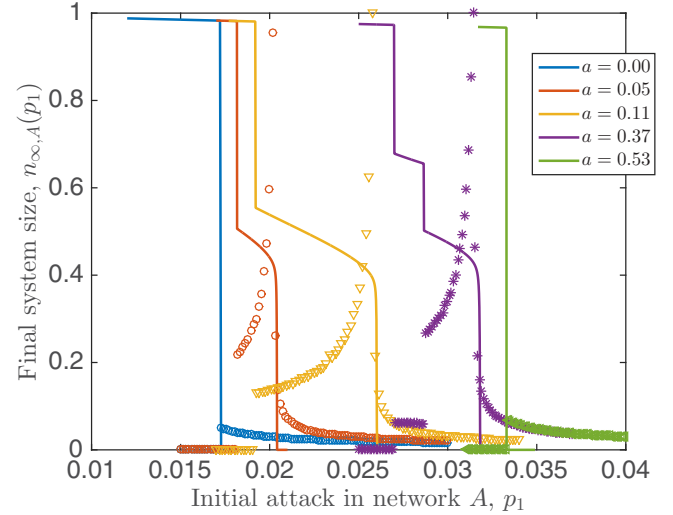 Final system size, n∞,A(p1)
1
0.8
0.6
0.4
0.2
0
0.01
0.015
0.02
0.025
0.03
0.035
0.04
Initial attack in network A, p1
a = 0.00
a = 0.05
a = 0.11
a = 0.37
a = 0.53